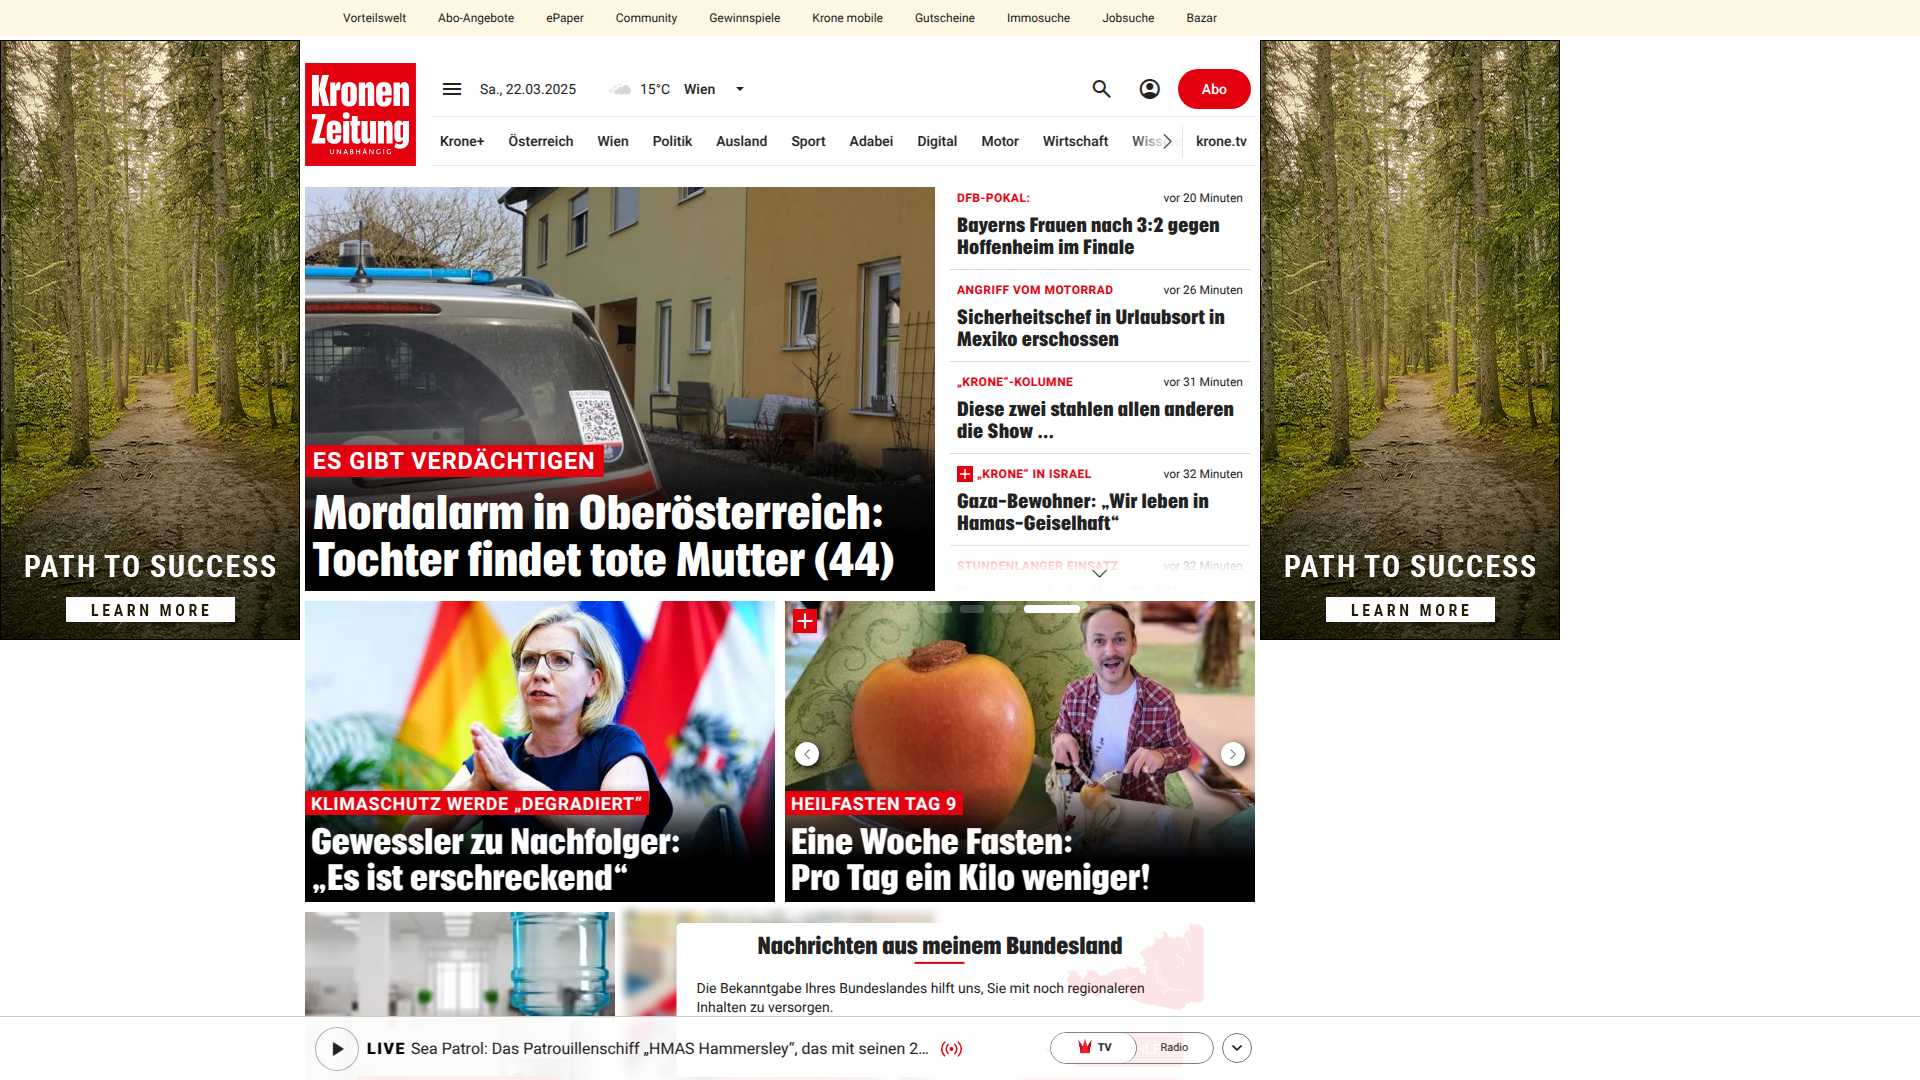 Vorteilswelt Abo-Angebote ePaper Community Gewinnspiele Krone mobile Gutscheine Immosuche Jobsuche Bazar
Kronen
Zeitung
UNABHÄNGIG
Sa., 22.03.2025 15°C Wien
Abo
Krone+ Österreich Wien Politik Ausland Sport Adabei Digital Motor Wirtschaft krone.tv
ES GIBT VERDÄCHTIGEN
Mordalarm in Oberösterreich:
Tochter findet tote Mutter (44)
DFB-POKAL: vor 20 Minuten
Bayerns Frauen nach 3:2 gegen
Hoffenheim im Finale
ANGRIFF VOM MOTORRAD vor 26 Minuten
Sicherheitschef in Urlaubsort in
Mexiko erschossen
„KRONE“-KOLUMNE vor 31 Minuten
Diese zwei stahlen allen anderen
die Show ...
„KRONE“ IN ISRAEL vor 32 Minuten
Gaza-Bewohner: „Wir leben in
Hamas-Geiselhaft“
STUNDENLANGER EINSATZ vor 32 Minuten
PATH TO SUCCESS
LEARN MORE
PATH TO SUCCESS
LEARN MORE
KLIMASCHUTZ WERDE „DEGRADIERT“
Gewessler zu Nachfolger:
„Es ist erschreckend“
HEILFASTEN TAG 9
Eine Woche Fasten:
Pro Tag ein Kilo weniger!
Nachrichten aus meinem Bundesland
Die Bekanntgabe Ihres Bundeslandes hilft uns, Sie mit noch regionaleren
Inhalten zu versorgen.
LIVE Sea Patrol: Das Patrouillenschiff „HMAS Hammersley“, das mit seinen 2...
TV Radio